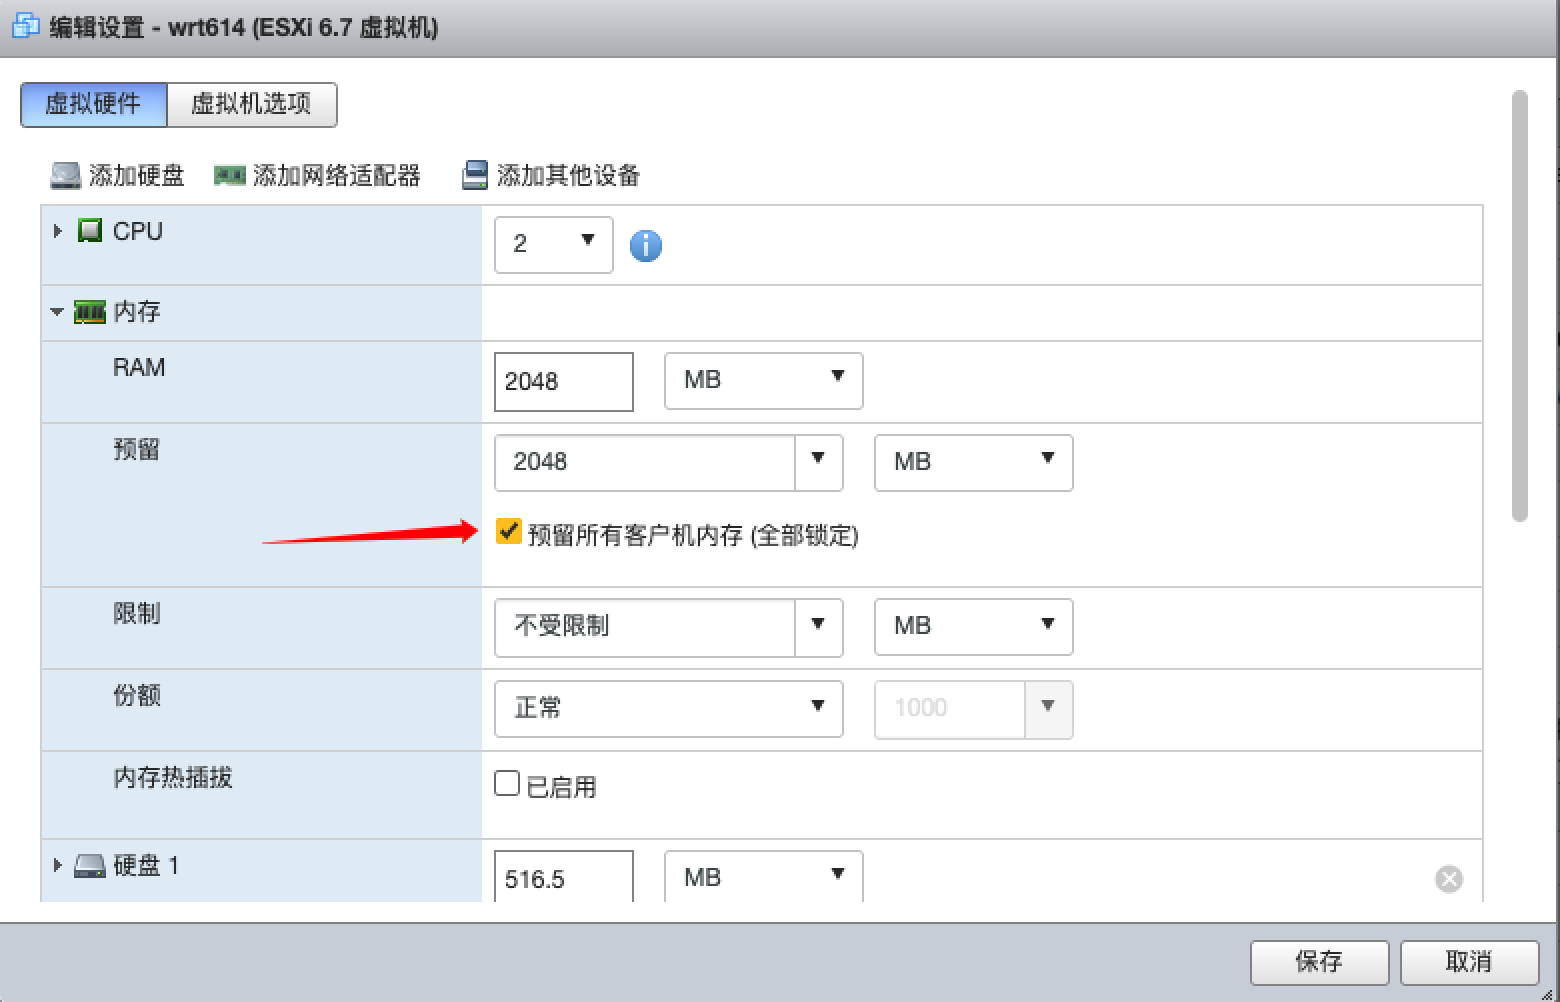 编辑设置 - wrt614 (ESXi 6.7 虚拟机)
虚拟硬件 虚拟机选项
添加硬盘 添加网络适配器 添加其他设备
CPU 2
内存
RAM 2048 MB
预留 2048 MB
预留所有客户机内存 (全部锁定)
限制 不受限制 MB
份额 正常 1000
内存热插拔 已启用
硬盘 1 516.5 MB
保存 取消